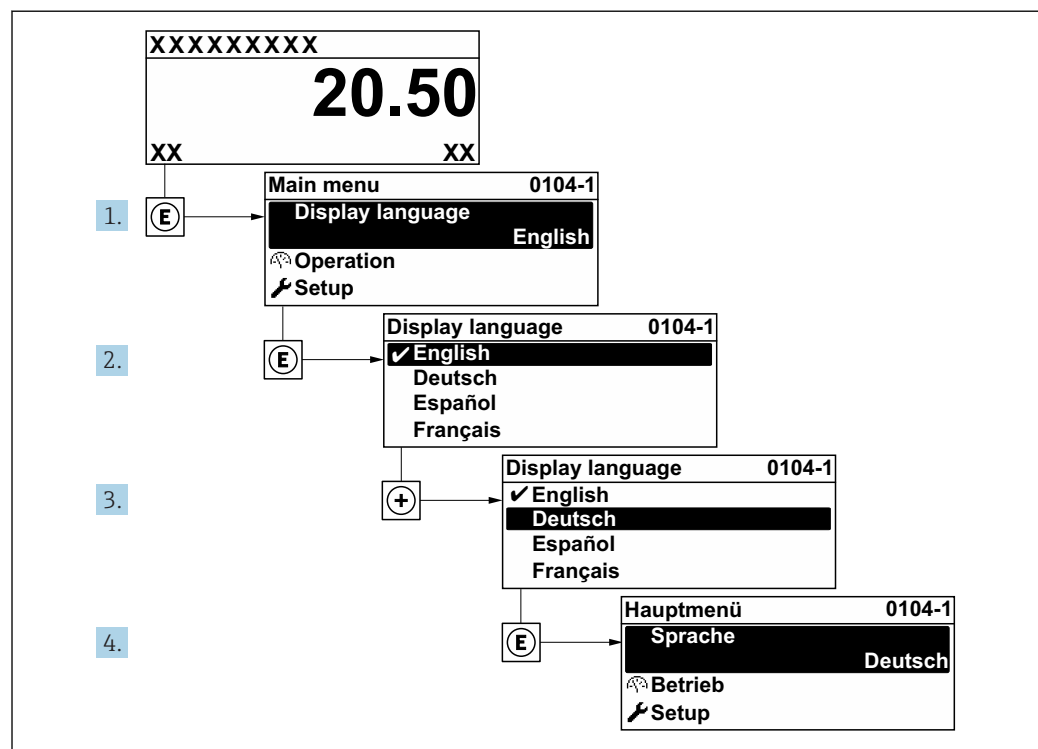 XXXXXXXXX
20.50
XX XX
1.
E
Main menu 0104-1
Display language
English
Operation
Setup
2.
E
Display language 0104-1
✔ English
Deutsch
Español
Français
3.
+
Display language 0104-1
✔ English
Deutsch
Español
Français
4.
E
Hauptmenü 0104-1
Sprache
Deutsch
Betrieb
Setup